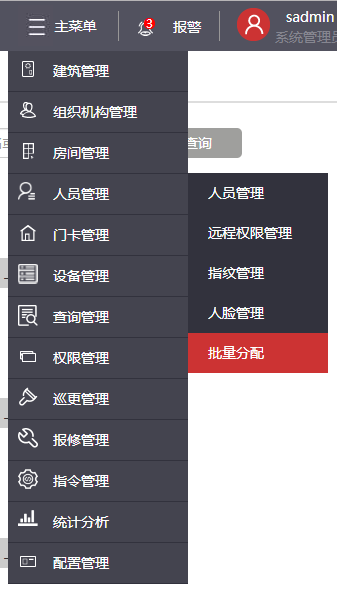 主菜单
3
报警
sadmin
系统管理员
建筑管理
组织机构管理
查询
房间管理
人员管理
人员管理
门卡管理
远程权限管理
设备管理
指纹管理
查询管理
人脸管理
权限管理
批量分配
巡更管理
报修管理
指令管理
统计分析
配置管理